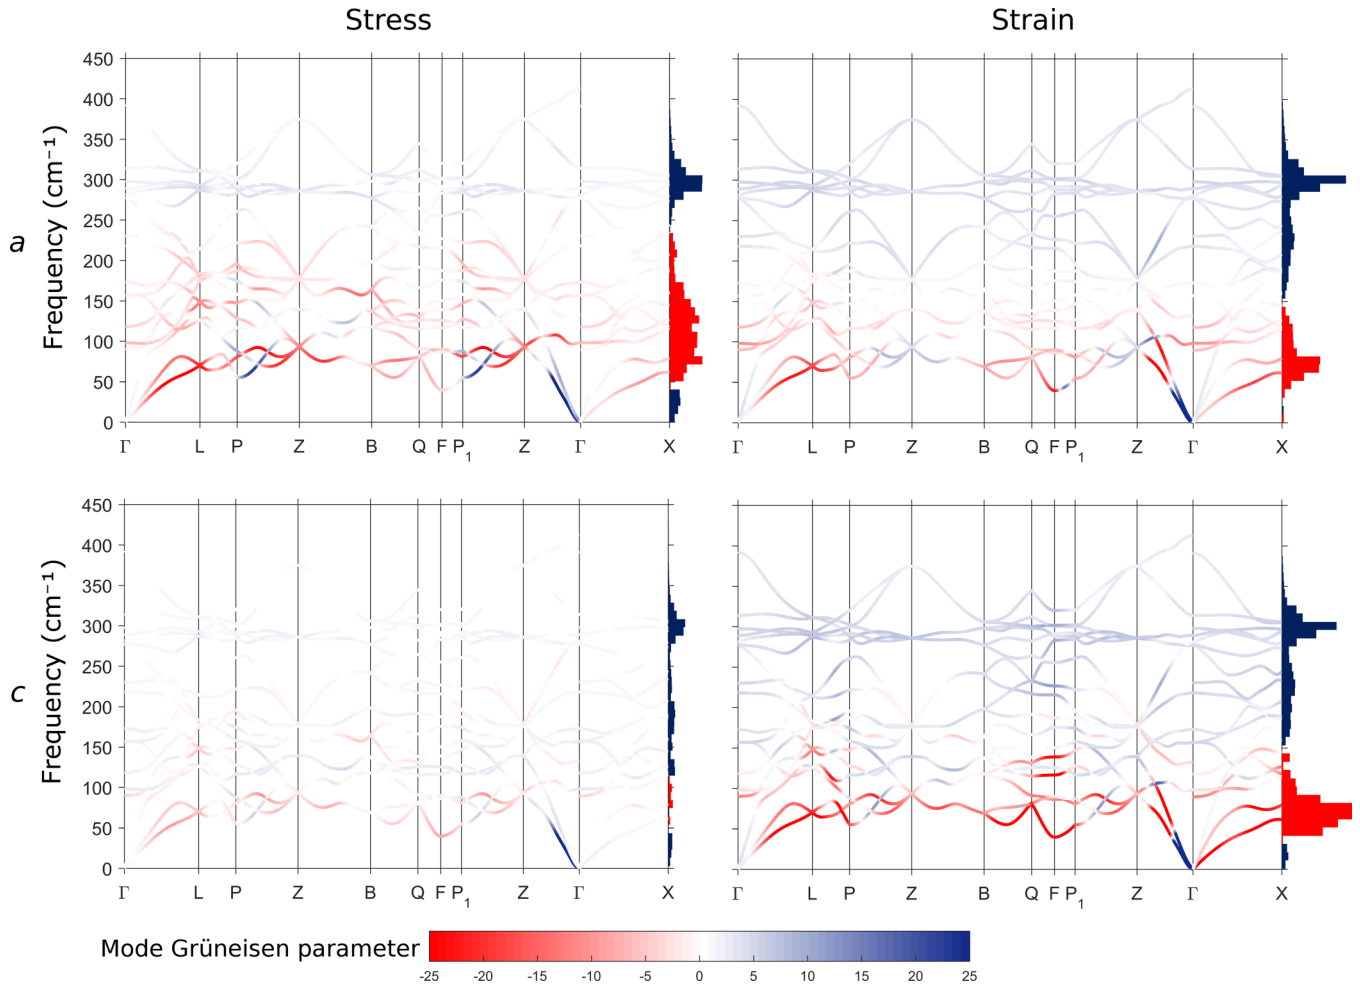 Stress Strain
450
400
350
300
250
200
150
100
50
0
a
Frequency (cm⁻¹)
Γ L P Z B Q F P₁ Z Γ X
Γ L P Z B Q F P₁ Z Γ X
450
400
350
300
250
200
150
100
50
0
c
Frequency (cm⁻¹)
Γ L P Z B Q F P₁ Z Γ X
Γ L P Z B Q F P₁ Z Γ X
Mode Grüneisen parameter
-25 -20 -15 -10 -5 0 5 10 15 20 25